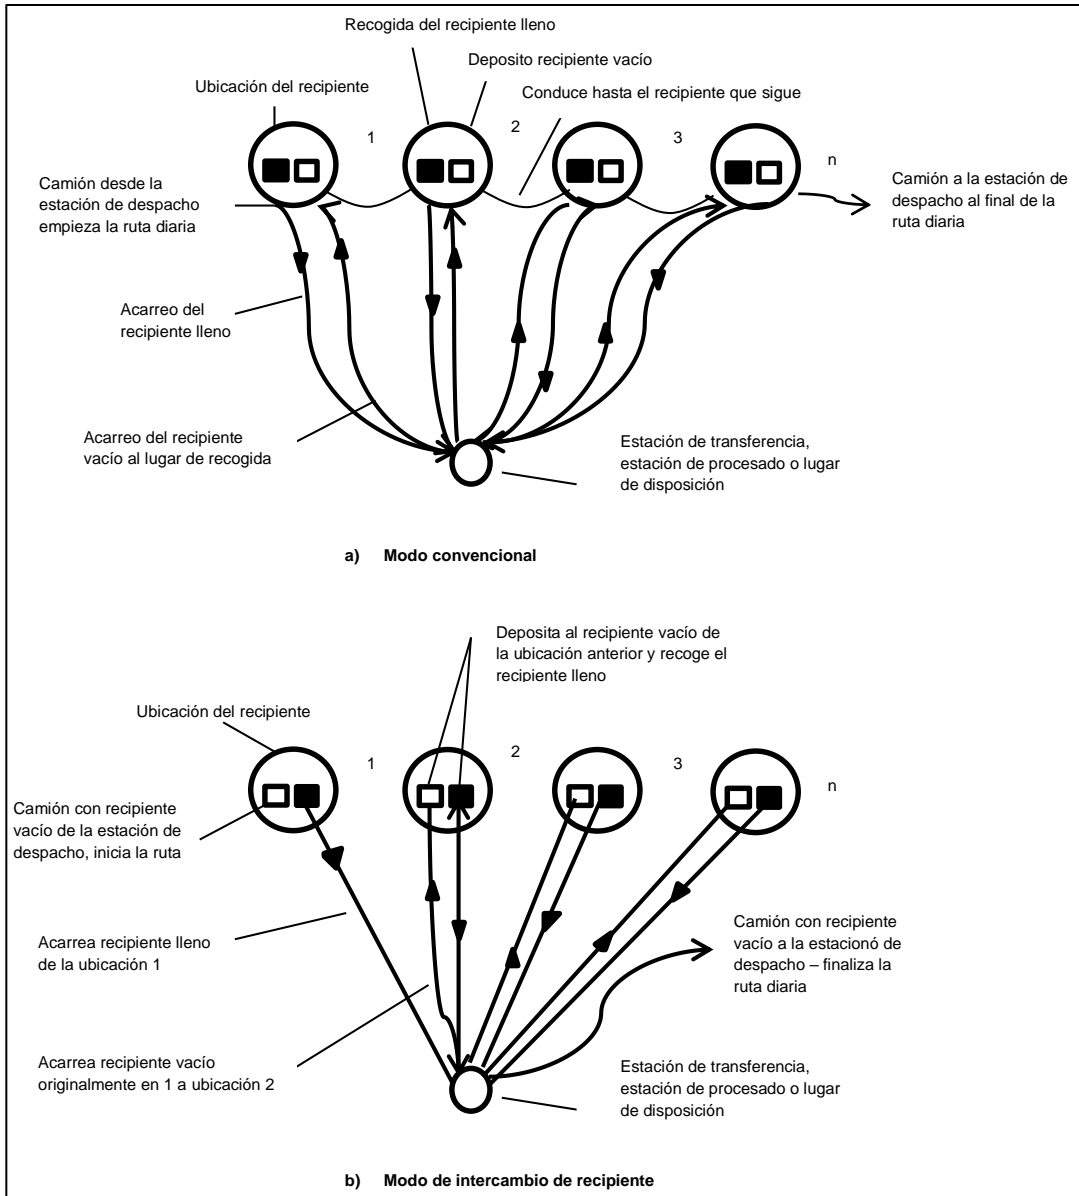 Recogida del recipiente lleno
Deposito recipiente vacío
Ubicación del recipiente
Conduce hasta el recipiente que sigue
1
2
3
n
Camión desde la
estación de despacho
empieza la ruta diaria
Camión a la estación de
despacho al final de la
ruta diaria
Acarreo del
recipiente lleno
Acarreo del recipiente
vacío al lugar de recogida
Estación de transferencia,
estación de procesado o lugar
de disposición
a) Modo convencional
Deposita al recipiente vacío de
la ubicación anterior y recoge el
recipiente lleno
Ubicación del recipiente
1
2
3
n
Camión con recipiente
vacío de la estación de
despacho, inicia la ruta
Acarrea recipiente lleno
de la ubicación 1
Camión con recipiente
vacío a la estacionó de
despacho – finaliza la
ruta diaria
Acarrea recipiente vacío
originalmente en 1 a ubicación 2
Estación de transferencia,
estación de procesado o lugar
de disposición
b) Modo de intercambio de recipiente